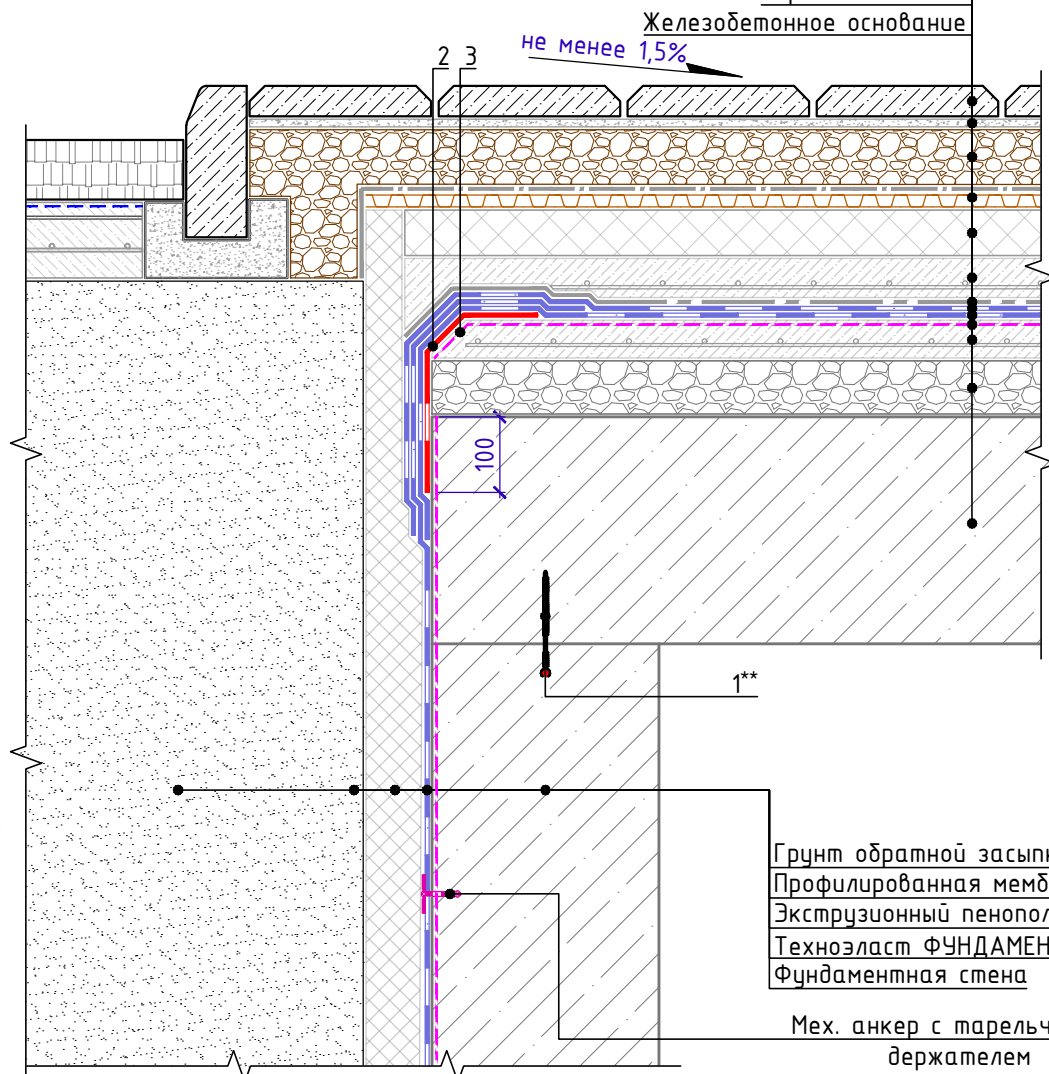 Железобетонное основание
не менее 1,5%
2 3
100
1**
Грунт обратной засып
Профилированная мемб
Экструзионный пенопол
Техноэласт ФУНДАМЕН
Фундаментная стена
Мех. анкер с тарельч
держателем